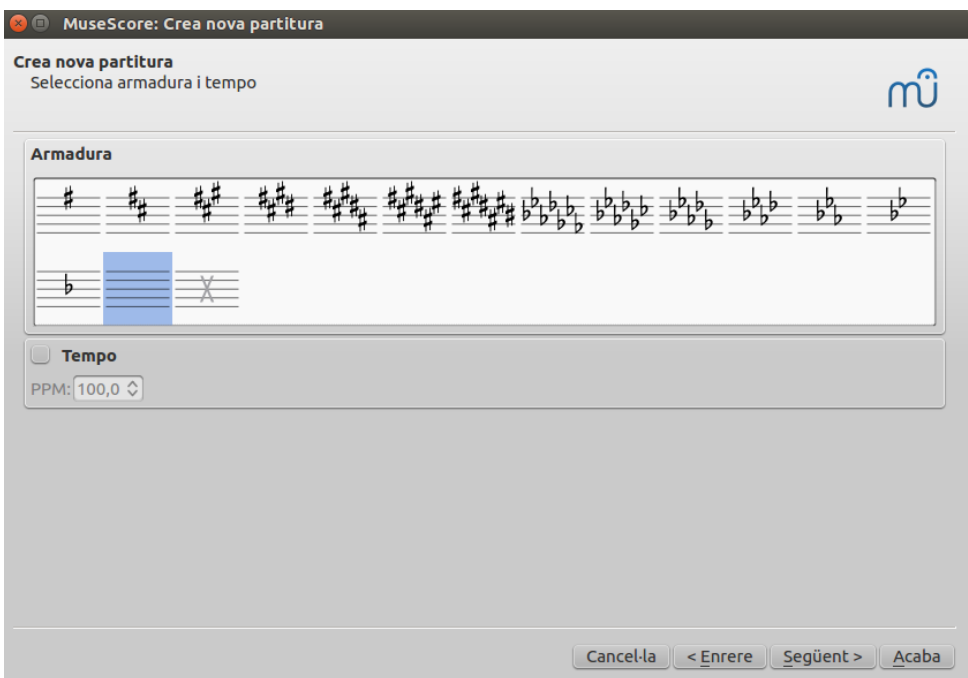 MuseScore: Crea nova partitura
Crea nova partitura
Selecciona armadura i tempo
Armadura
Tempo
PPM: 100,0
Cancel·la < Enrere Següent > Acaba